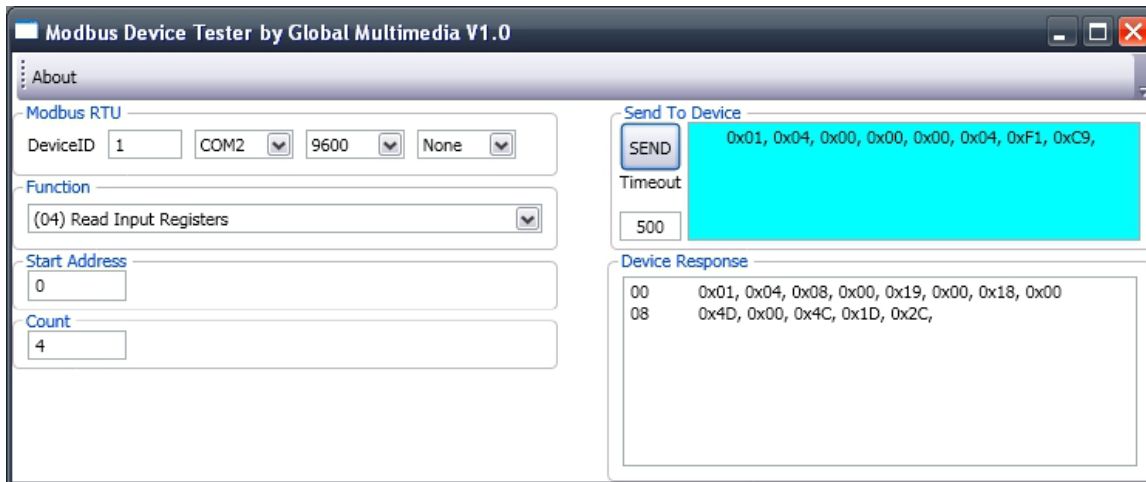 Modbus Device Tester by Global Multimedia V1.0
About
Modbus RTU
DeviceID 1 COM2 9600 None
Function
(04) Read Input Registers
Start Address
0
Count
4
Send To Device
SEND 0x01, 0x04, 0x00, 0x00, 0x00, 0x04, 0xF1, 0xC9,
Timeout
500
Device Response
00 0x01, 0x04, 0x08, 0x00, 0x19, 0x00, 0x18, 0x00
08 0x4D, 0x00, 0x4C, 0x1D, 0x2C,